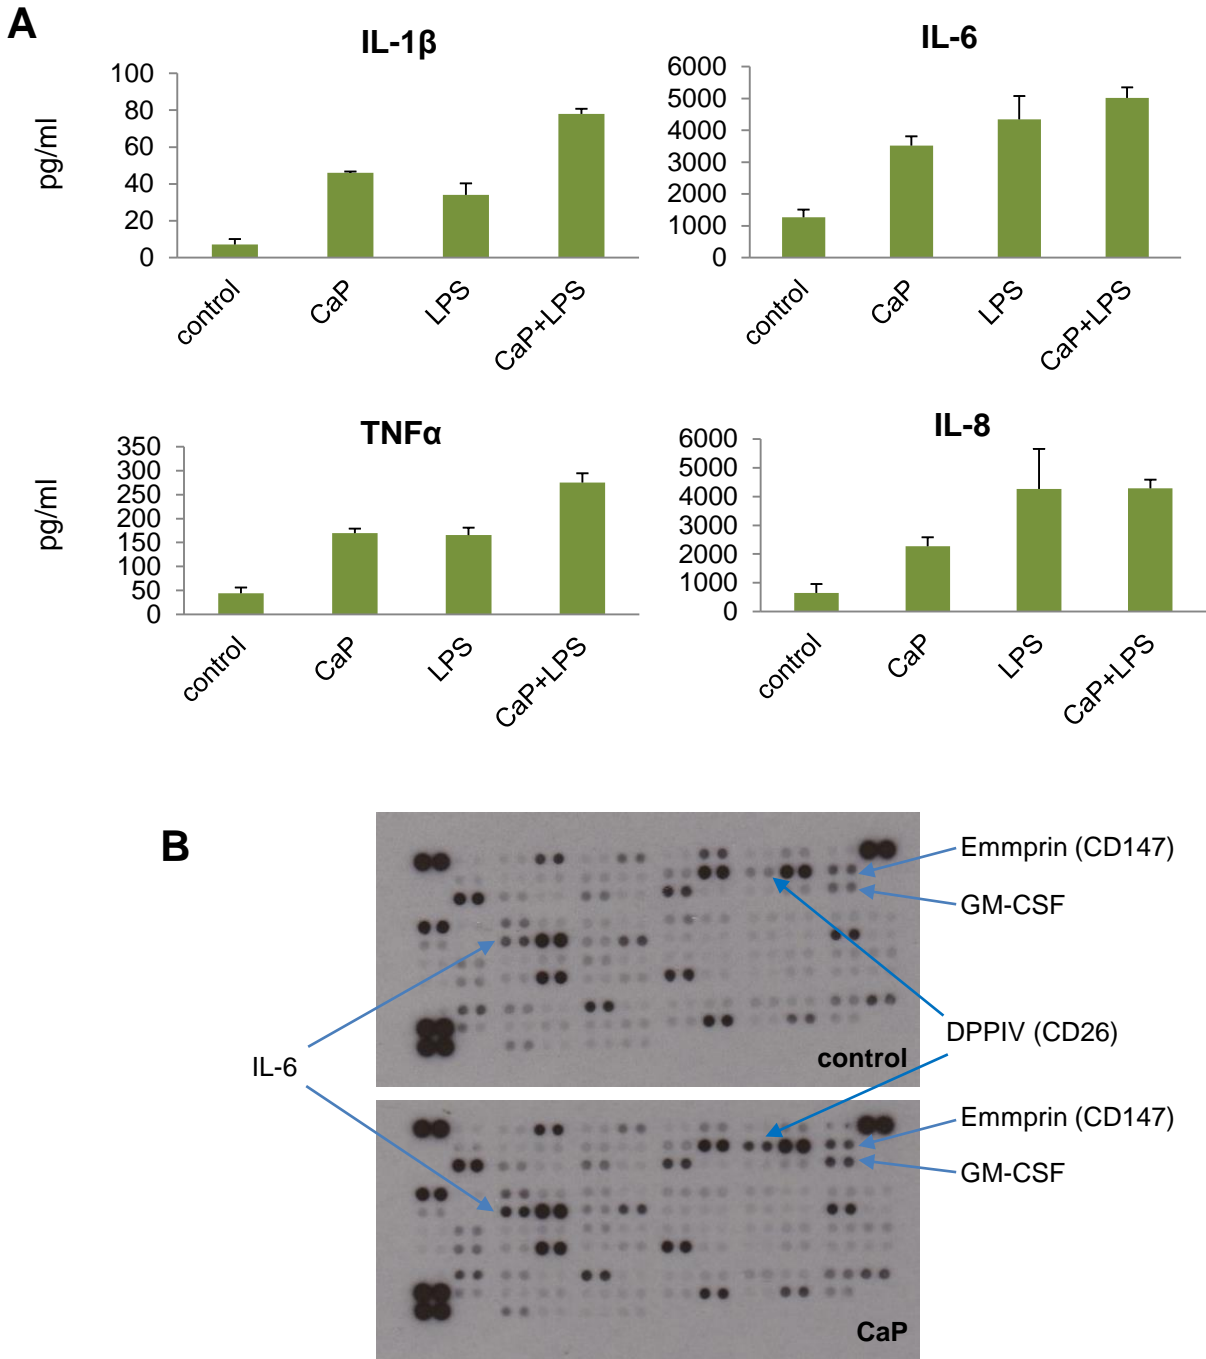 A
IL-1β
pg/ml
100
80
60
40
20
0
control
CaP
LPS
CaP+LPS
IL-6
6000
5000
4000
3000
2000
1000
0
control
CaP
LPS
CaP+LPS
TNFα
pg/ml
350
300
250
200
150
100
50
0
control
CaP
LPS
CaP+LPS
IL-8
6000
5000
4000
3000
2000
1000
0
control
CaP
LPS
CaP+LPS
B
Emmprin (CD147)
GM-CSF
DPPIV (CD26)
control
IL-6
Emmprin (CD147)
GM-CSF
CaP